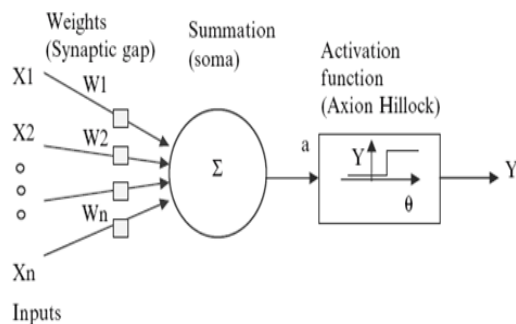 Weights
(Synaptic gap)
Summation
(soma)
Activation
function
(Axion Hillock)
X1
W1
X2
W2
Wn
Xn
Inputs
Σ
a
Y
θ
Y